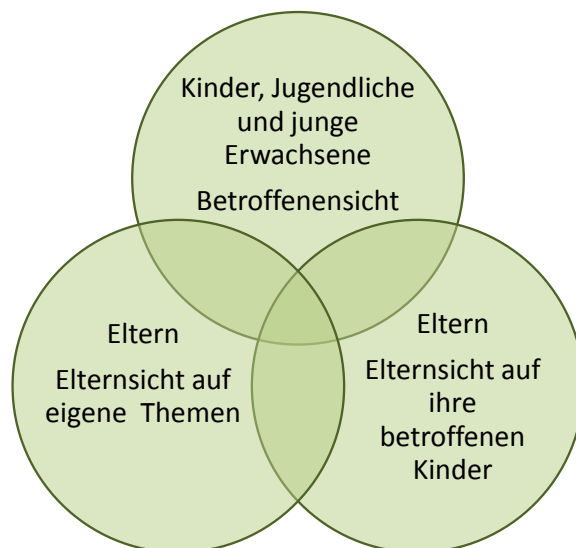 Kinder, Jugendliche
und junge
Erwachsene
Betroffenensicht
Eltern
Elternsicht auf
eigene Themen
Eltern
Elternsicht auf
ihre
betroffenen
Kinder